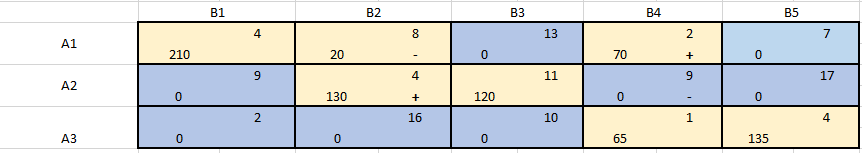 B1 B2 B3 B4 B5
4 8 13 2 7
A1
210 20 - 0 70 + 0
9 4 11 9 17
A2
0 130 + 120 0 - 0
2 16 10 1 4
A3 0 0 0 65 135